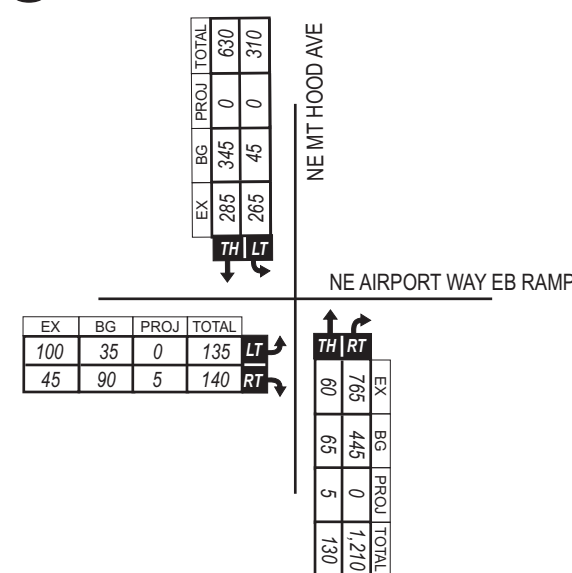 TOTAL 630 310
PROJ 0 0
BG 345 45
EX 285 265
TH LT
NE MT HOOD AVE
NE AIRPORT WAY EB RAMP
EX BG PROJ TOTAL
100 35 0 135 LT
45 90 5 140 RT
TH RT
60 765 EX
65 445 BG
5 0 PROJ
130 1,210 TOTAL